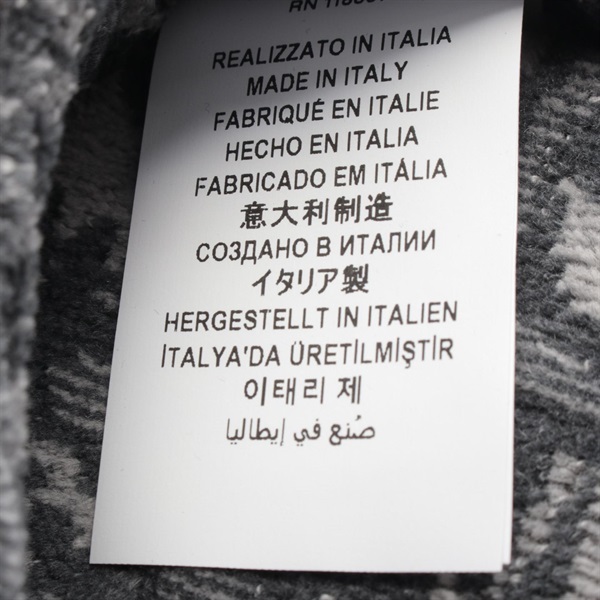 REALIZZATO IN ITALIA
MADE IN ITALY
FABRIQUÉ EN ITALIE
HECHO EN ITALIA
FABRICADO EM ITÁLIA
意大利制造
СОЗДАНО В ИТАЛИИ
イタリア製
HERGESTELLT IN ITALIEN
İTALYA'DA ÜRETİLMİŞTİR
이태리 제
صُنع في إيطاليا